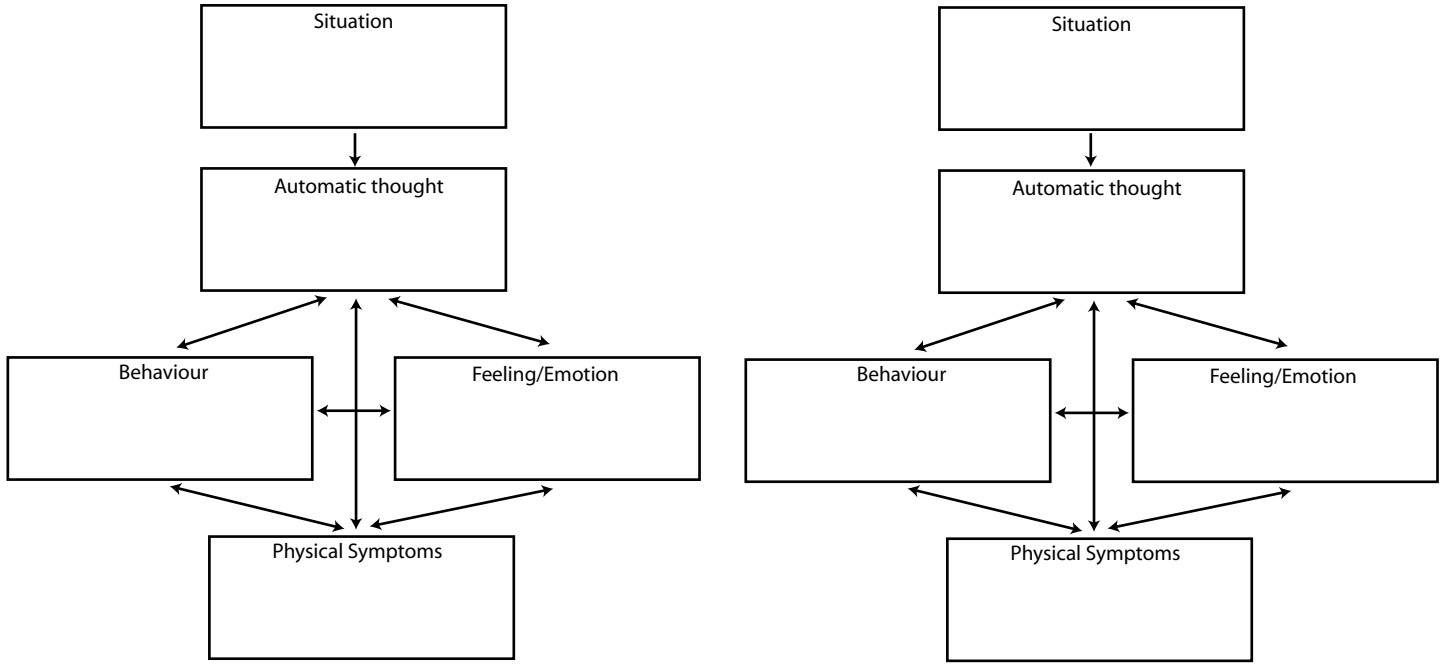 Situation
Automatic thought
Behaviour
Feeling/Emotion
Physical Symptoms
Situation
Automatic thought
Behaviour
Feeling/Emotion
Physical Symptoms